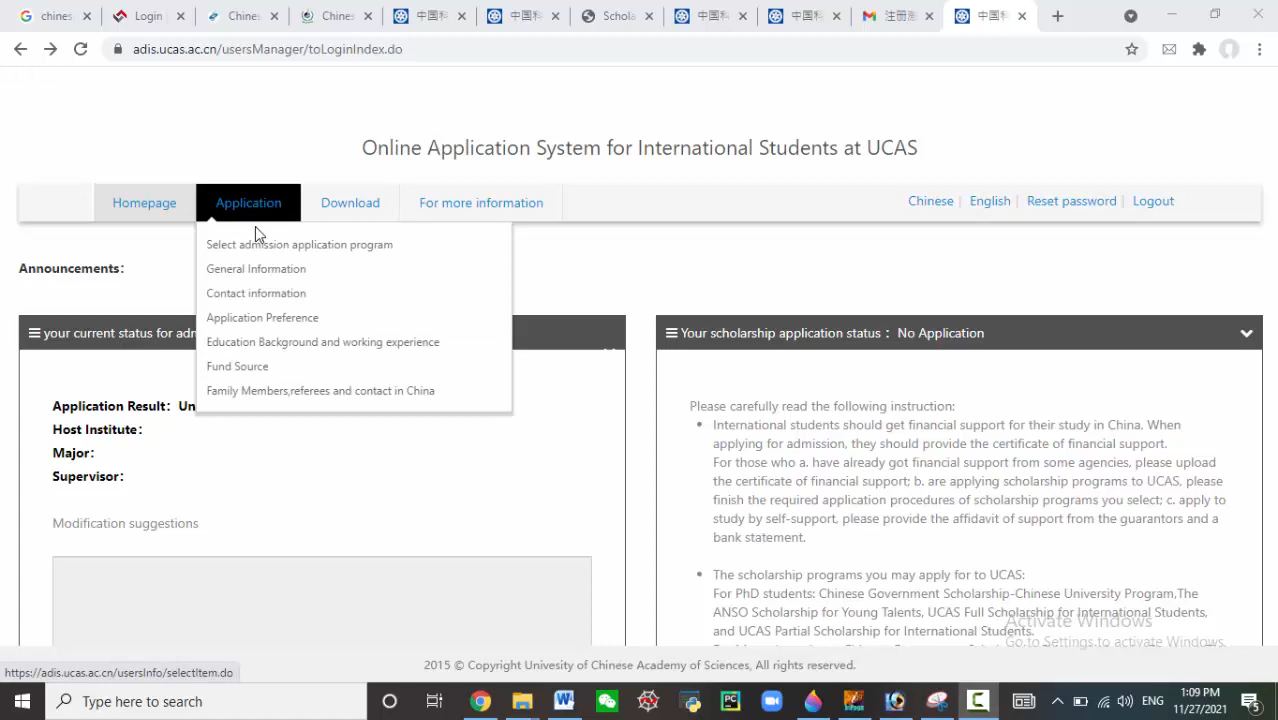 chines
Login
Chines
Chines
中国科
中国科
Schola
中国科
中国科
注册激
中国科
adis.ucas.ac.cn/usersManager/toLoginIndex.do
Online Application System for International Students at UCAS
Homepage
Application
Download
For more information
Chinese
English
Reset password
Logout
Select admission application program
General Information
Contact information
Application Preference
Education Background and working experience
Fund Source
Family Members,referees and contact in China
Announcements:
your current status for adm
Application Result: Un
Host Institute:
Major:
Supervisor:
Modification suggestions
Your scholarship application status : No Application
Please carefully read the following instruction:
International students should get financial support for their study in China. When
applying for admission, they should provide the certificate of financial support.
For those who a. have already got financial support from some agencies, please upload
the certificate of financial support; b. are applying scholarship programs to UCAS, please
finish the required application procedures of scholarship programs you select; c. apply to
study by self-support, please provide the affidavit of support from the guarantors and a
bank statement.
The scholarship programs you may apply for to UCAS:
For PhD students: Chinese Government Scholarship-Chinese University Program,The
ANSO Scholarship for Young Talents, UCAS Full Scholarship for International Students,
and UCAS Partial Scholarship for International Students.
Activate Windows
Go to Settings to activate Windows.
2015 © Copyright Univesity of Chinese Academy of Sciences, All rights reserved.
https://adis.ucas.ac.cn/usersInfo/selectItem.do
Type here to search
ENG
1:09 PM
11/27/2021
5